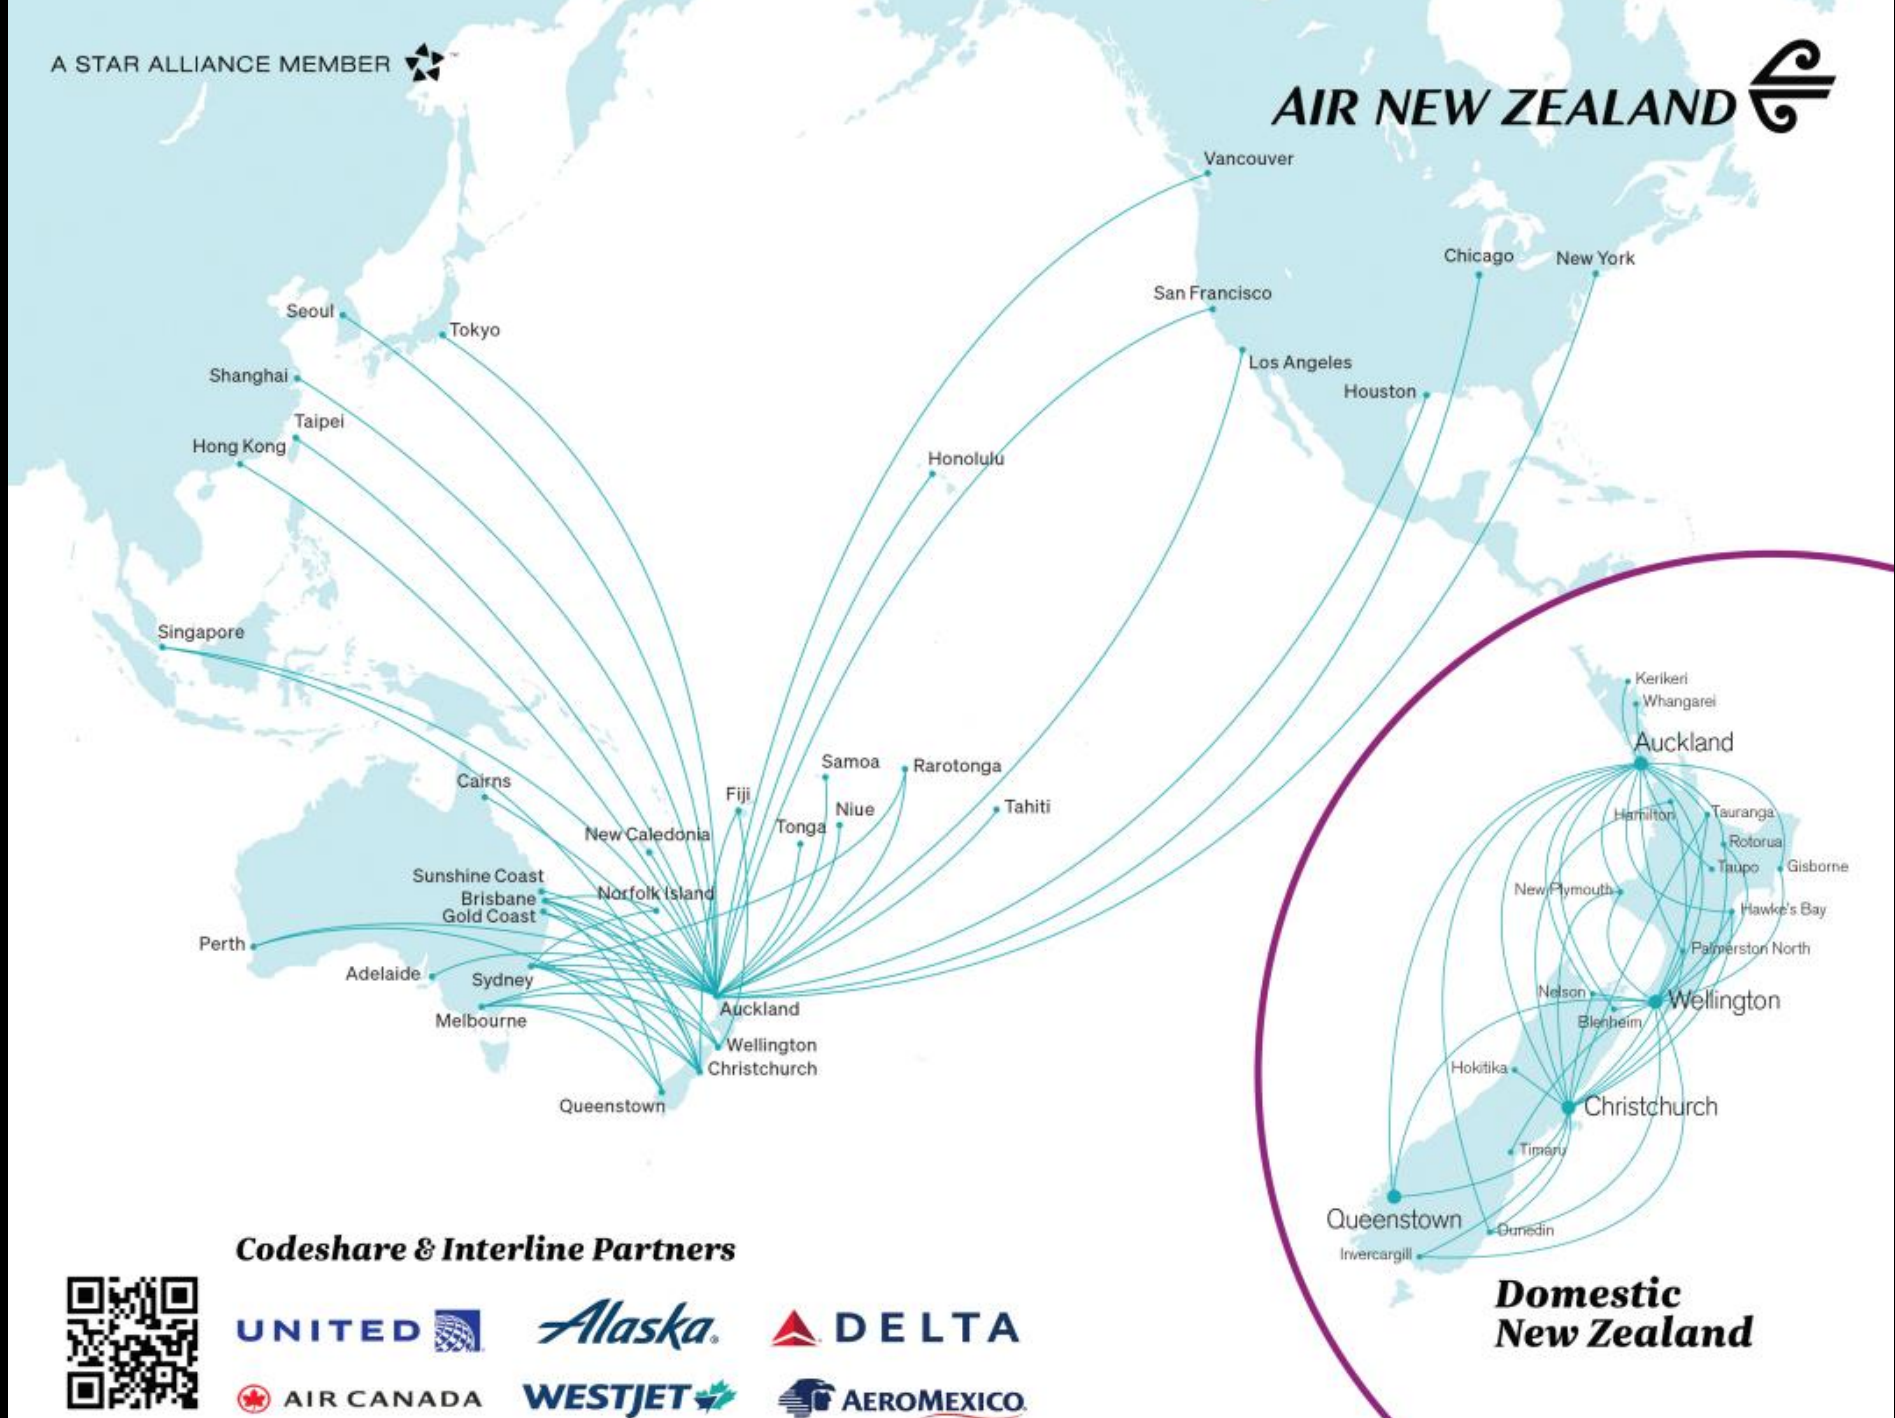 A STAR ALLIANCE MEMBER ™
AIR NEW ZEALAND
Vancouver
Chicago
New York
San Francisco
Los Angeles
Houston
Seoul
Tokyo
Shanghai
Taipei
Hong Kong
Honolulu
Singapore
Cairns
Samoa
Rarotonga
Fiji
Niue
Tahiti
Tonga
New Caledonia
Sunshine Coast
Brisbane
Gold Coast
Norfolk Island
Perth
Adelaide
Sydney
Melbourne
Auckland
Wellington
Christchurch
Queenstown
Kerikeri
Whangarei
Auckland
Hamilton
Tauranga
Rotorua
Taupo
Gisborne
New Plymouth
Hawke's Bay
Palmerston North
Nelson
Wellington
Blenheim
Hokitika
Christchurch
Timaru
Queenstown
Dunedin
Invercargill
Domestic
New Zealand
Codeshare & Interline Partners
UNITED
Alaska
DELTA
AIR CANADA
WESTJET
AEROMEXICO